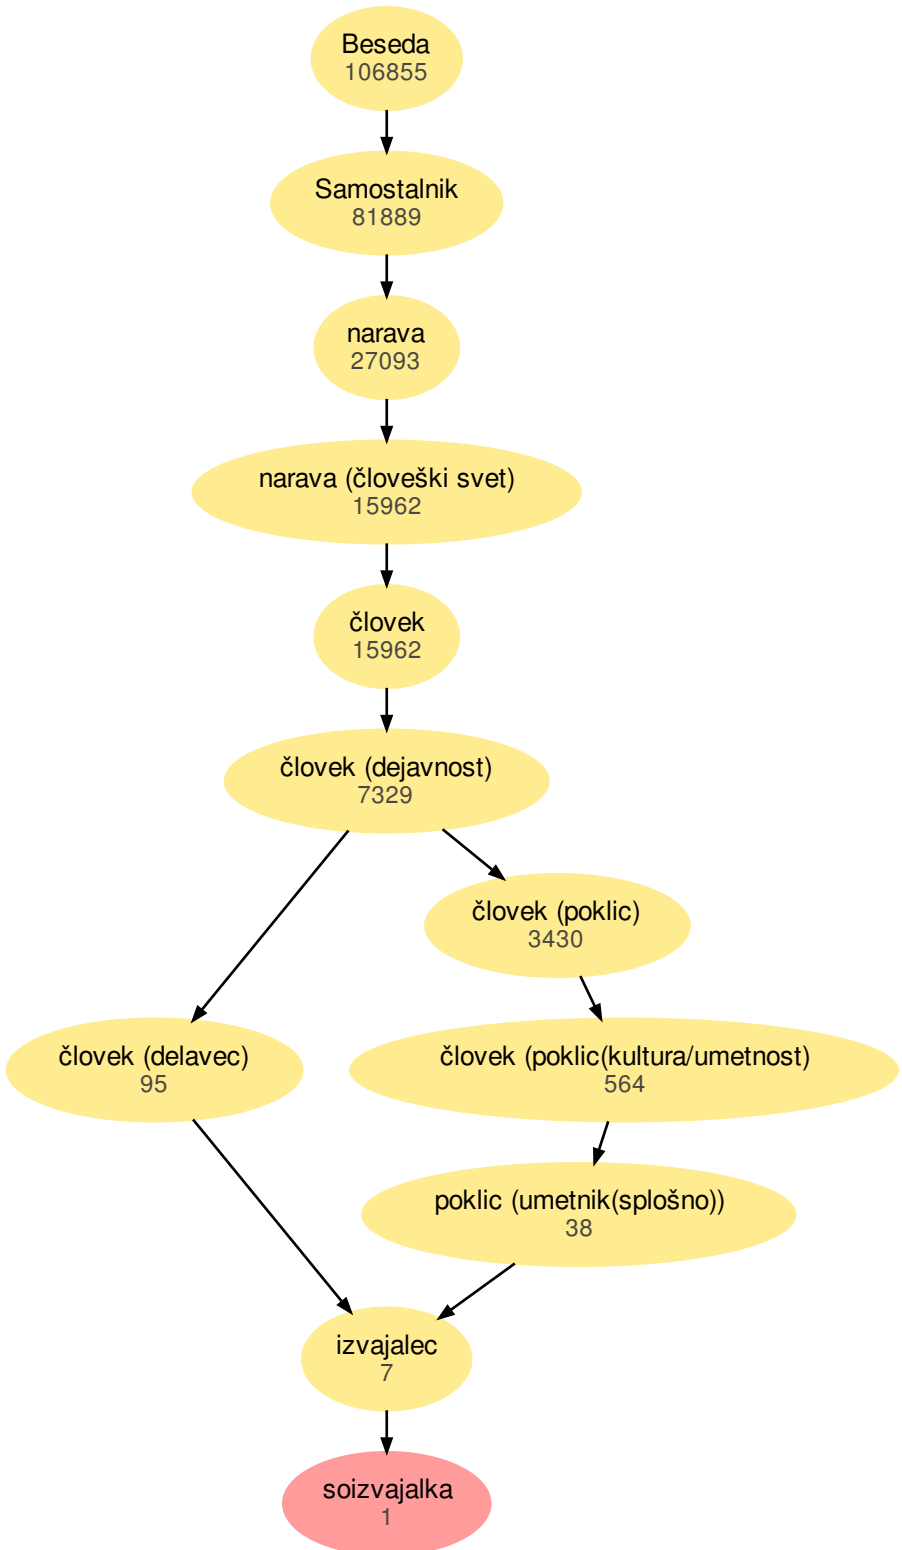 Beseda
106855
Samostalnik
81889
narava
27093
narava (človeški svet)
15962
človek
15962
človek (dejavnost)
7329
človek (poklic)
3430
človek (delavec)
95
človek (poklic(kultura/umetnost)
564
poklic (umetnik(splošno))
38
izvajalec
7
soizvajalka
1